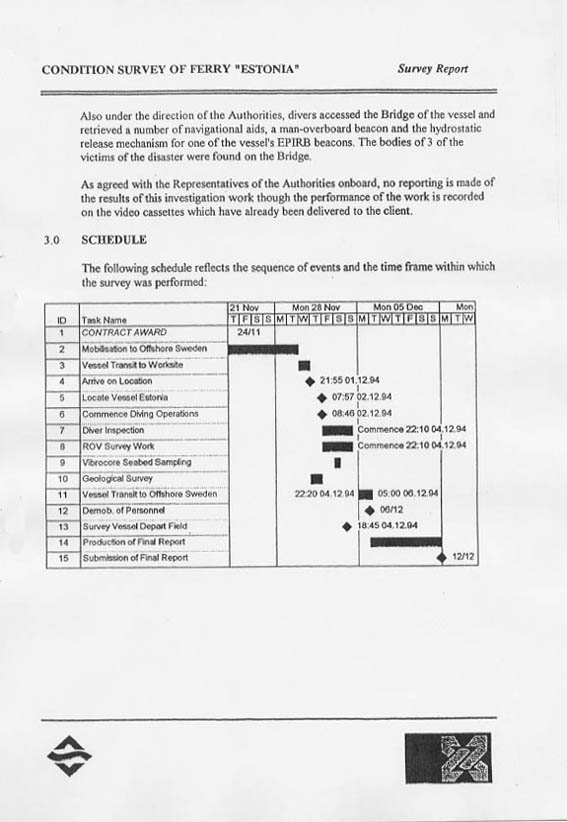 CONDITION SURVEY OF FERRY "ESTONIA" Survey Report
Also under the direction of the Authorities, divers accessed the Bridge of the vessel and
retrieved a number of navigational aids, a man-overboard beacon and the hydrostatic
release mechanism for one of the vessel's EPIRB beacons. The bodies of 3 of the
victims of the disaster were found on the Bridge.
As agreed with the Representatives of the Authorities onboard, no reporting is made of
the results of this investigation work though the performance of the work is recorded
on the video cassettes which have already been delivered to the client.
3.0 SCHEDULE
The following schedule reflects the sequence of events and the time frame within which
the survey was performed:
21 Nov Mon 28 Nov Mon 05 Dec Mon
ID Task Name T F S S M T W T F S S M T W T F S S M T W
1 CONTRACT AWARD 24/11
2 Mobilisation to Offshore Sweden
3 Vessel Transit to Worksite
4 Arrive on Location 21:55 01.12.94
5 Locate Vessel Estonia 07:57 02.12.94
6 Commence Diving Operations 08:46 02.12.94
7 Diver Inspection Commence 22:10 04.12.94
8 ROV Survey Work Commence 22:10 04.12.94
9 Vibrocore Seabed Sampling
10 Geological Survey
11 Vessel Transit to Offshore Sweden 22:20 04.12.94 05:00 06.12.94
12 Demob. of Personnel 06/12
13 Survey Vessel Depart Field 18:45 04.12.94
14 Production of Final Report
15 Submission of Final Report 12/12